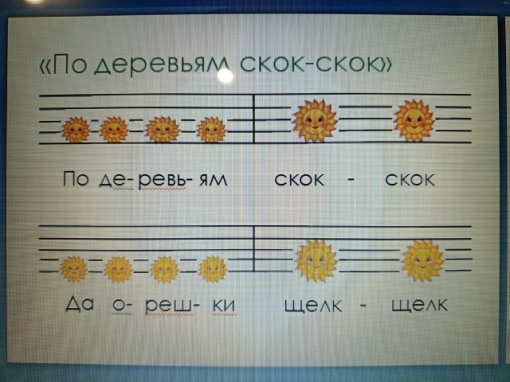 «По деревьям скок-скок»
По де- ревь- ям скок - скок
Да о- реш- ки щелк - щелк